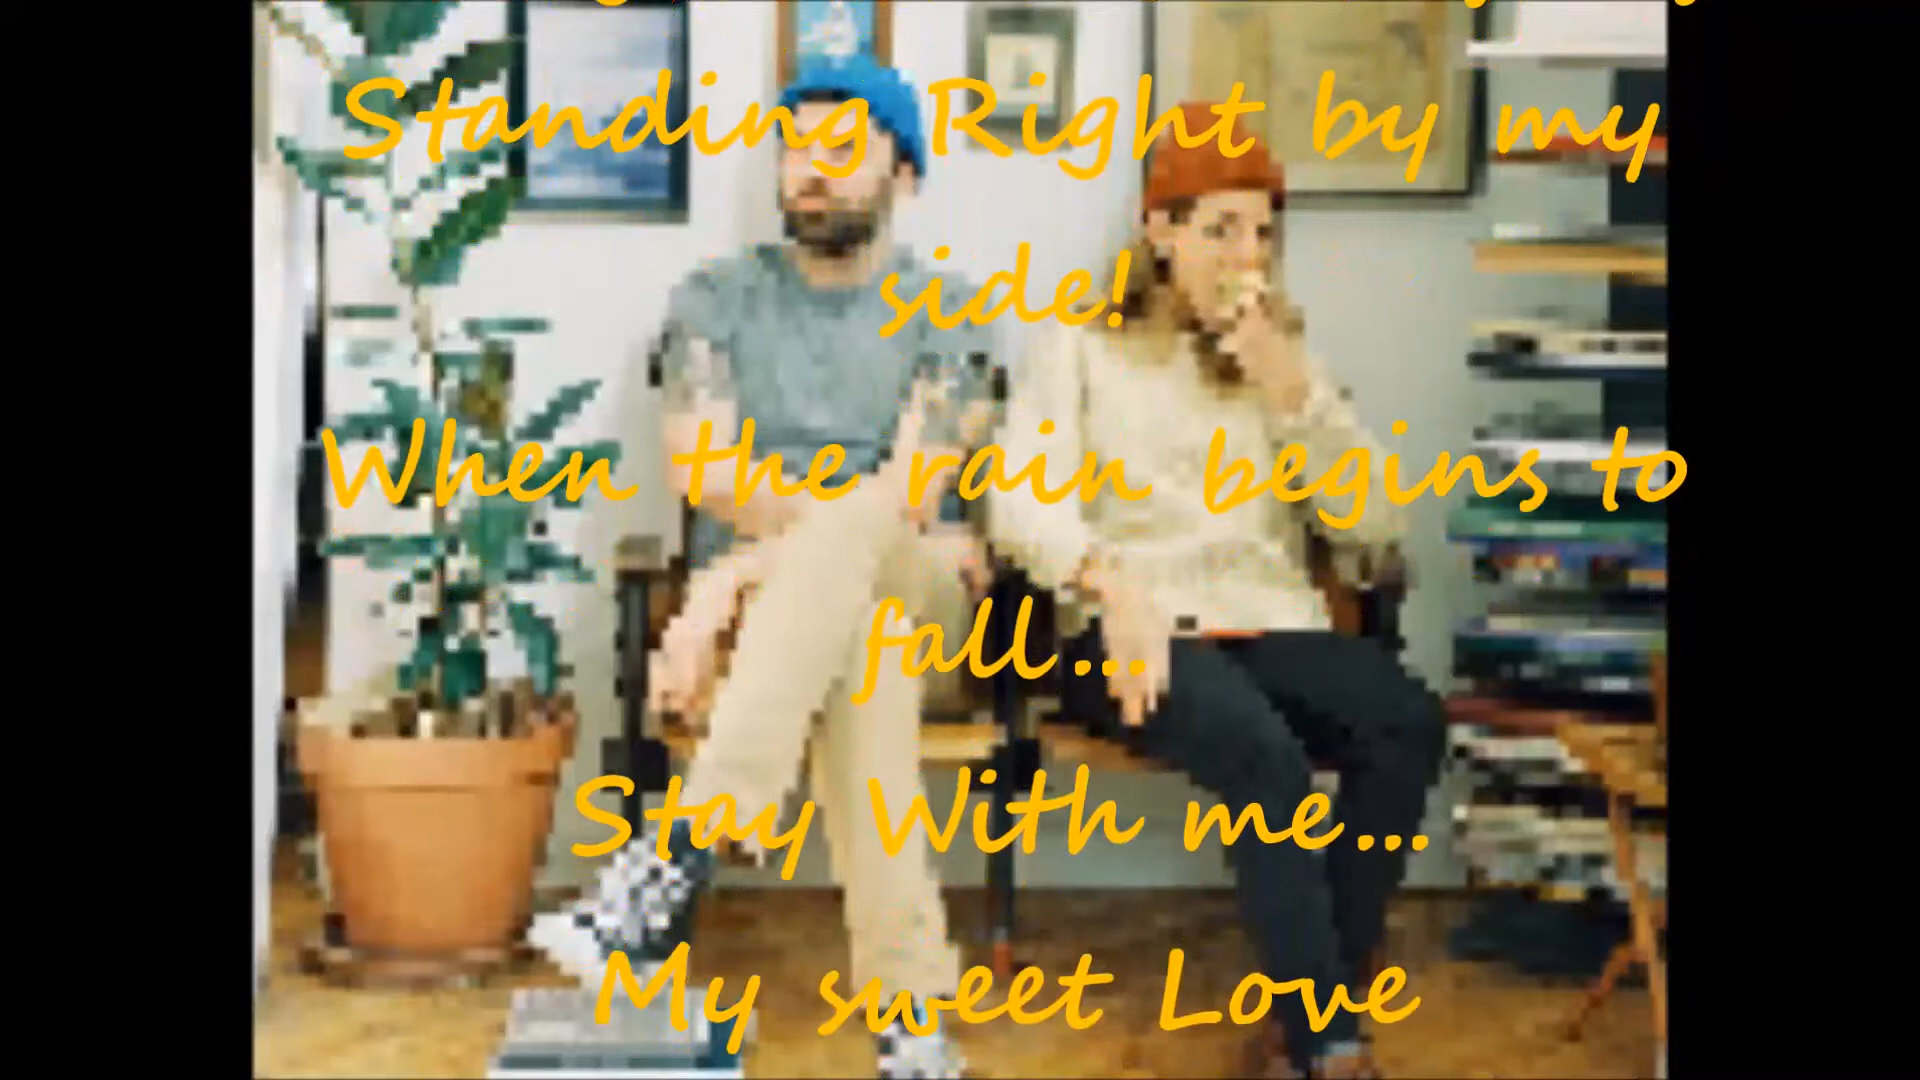 Standing Right by my
side!
When the rain begins to
fall...
Stay With me...
My sweet Love